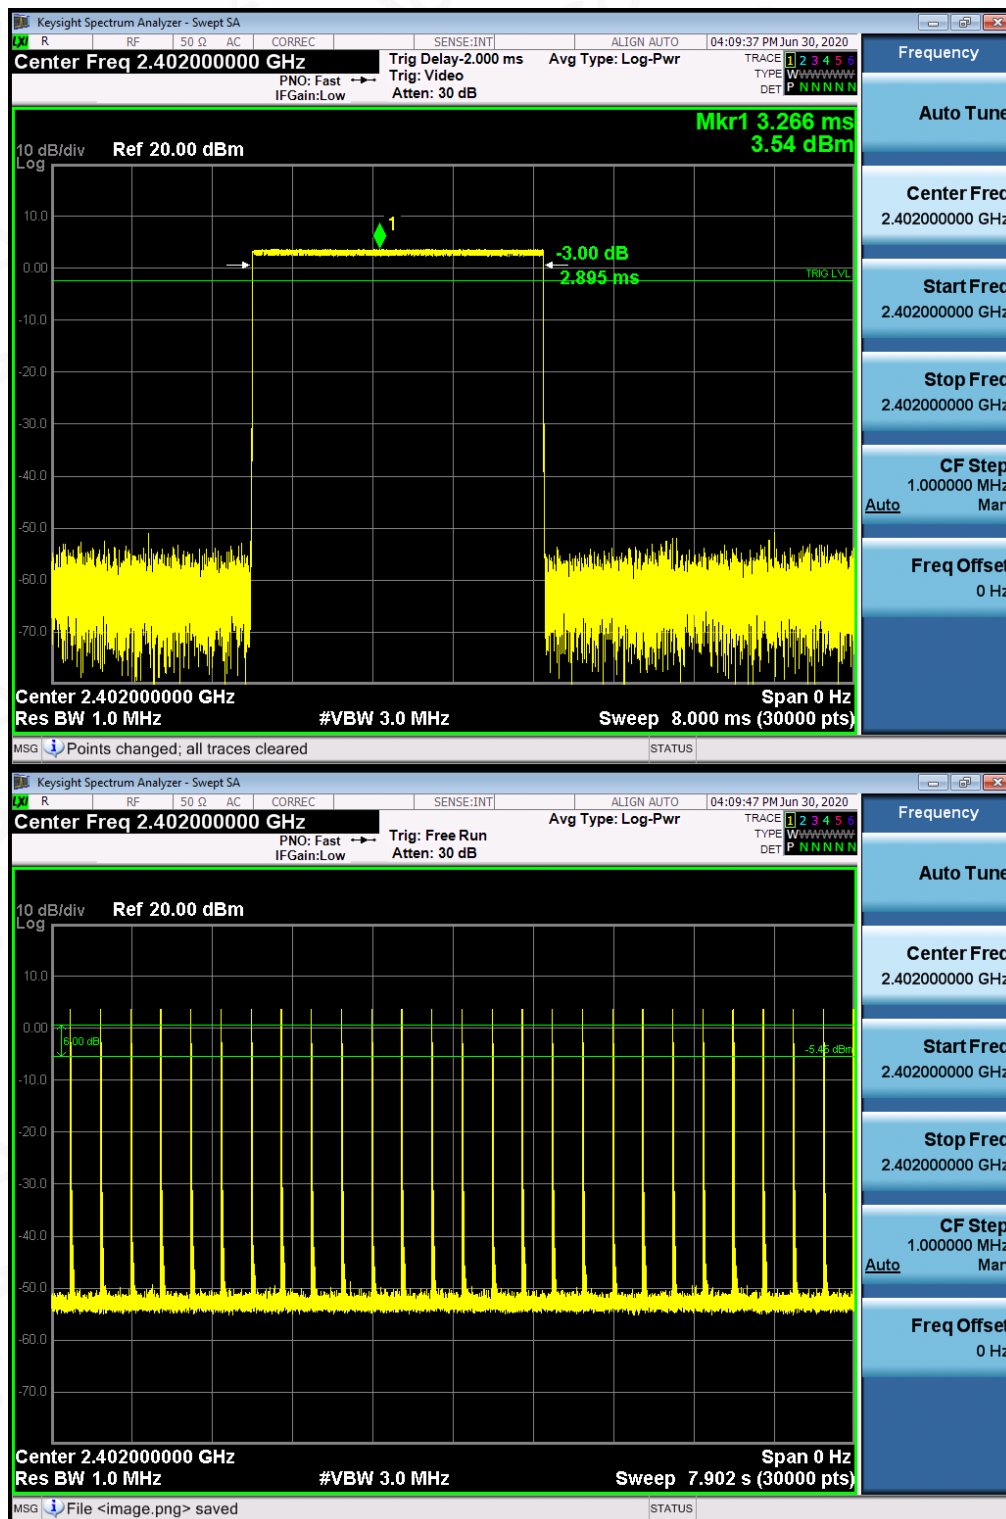 Keysight Spectrum Analyzer - Swept SA
LXI R RF 50 Ω AC CORREC SENSE:INT ALIGN AUTO 04:09:37 PM Jun 30, 2020
Center Freq 2.402000000 GHz Trig Delay-2.000 ms Avg Type: Log-Pwr TRACE 1 2 3 4 5 6
PNO: Fast Trig: Video TYPE WWWWWWW
IFGain:Low Atten: 30 dB DET P N N N N N
Mkr1 3.266 ms
3.54 dBm
10 dB/div Ref 20.00 dBm
Log
10.0
1
0.00
-3.00 dB
2.895 ms
TRIG LVL
-10.0
-20.0
-30.0
-40.0
-50.0
-60.0
-70.0
Center 2.402000000 GHz Span 0 Hz
Res BW 1.0 MHz #VBW 3.0 MHz Sweep 8.000 ms (30000 pts)
MSG Points changed; all traces cleared STATUS
Frequency
Auto Tune
Center Freq
2.402000000 GHz
Start Freq
2.402000000 GHz
Stop Freq
2.402000000 GHz
CF Step
1.000000 MHz
Auto Man
Freq Offset
0 Hz
Keysight Spectrum Analyzer - Swept SA
LXI R RF 50 Ω AC CORREC SENSE:INT ALIGN AUTO 04:09:47 PM Jun 30, 2020
Center Freq 2.402000000 GHz Avg Type: Log-Pwr TRACE 1 2 3 4 5 6
PNO: Fast Trig: Free Run TYPE WWWWWWW
IFGain:Low Atten: 30 dB DET P N N N N N
10 dB/div Ref 20.00 dBm
Log
10.0
0.00
6.00 dB
-5.45 dBm
-10.0
-20.0
-30.0
-40.0
-50.0
-60.0
-70.0
Center 2.402000000 GHz Span 0 Hz
Res BW 1.0 MHz #VBW 3.0 MHz Sweep 7.902 s (30000 pts)
MSG File <image.png> saved STATUS
Frequency
Auto Tune
Center Freq
2.402000000 GHz
Start Freq
2.402000000 GHz
Stop Freq
2.402000000 GHz
CF Step
1.000000 MHz
Auto Man
Freq Offset
0 Hz